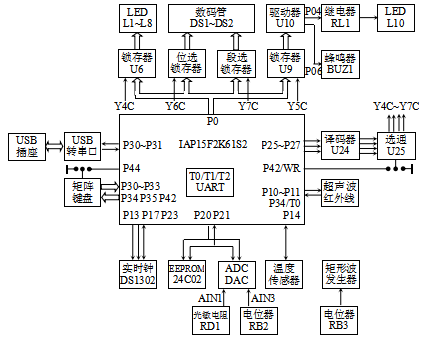 LED
L1~L8
数码管
DS1~DS2
驱动器
U10
P04
继电器
RL1
LED
L10
锁存器
U6
位选
锁存器
段选
锁存器
锁存器
U9
P06
蜂鸣器
BUZ1
Y4C
Y6C
Y7C
Y5C
Y4C~Y7C
P0
IAP15F2K61S2
USB
插座
USB
转串口
P30~P31
P25~P27
译码器
U24
选通
U25
T0/T1/T2
UART
P44
P42/WR
矩阵
键盘
P30~P33
P34 P35 P42
P10~P11
P34/T0
超声波
红外线
P13 P17 P23
P20 P21
P14
实时钟
DS1302
EEPROM
24C02
ADC
DAC
温度
传感器
矩形波
发生器
AIN1
AIN3
光敏电阻
RD1
电位器
RB2
电位器
RB3